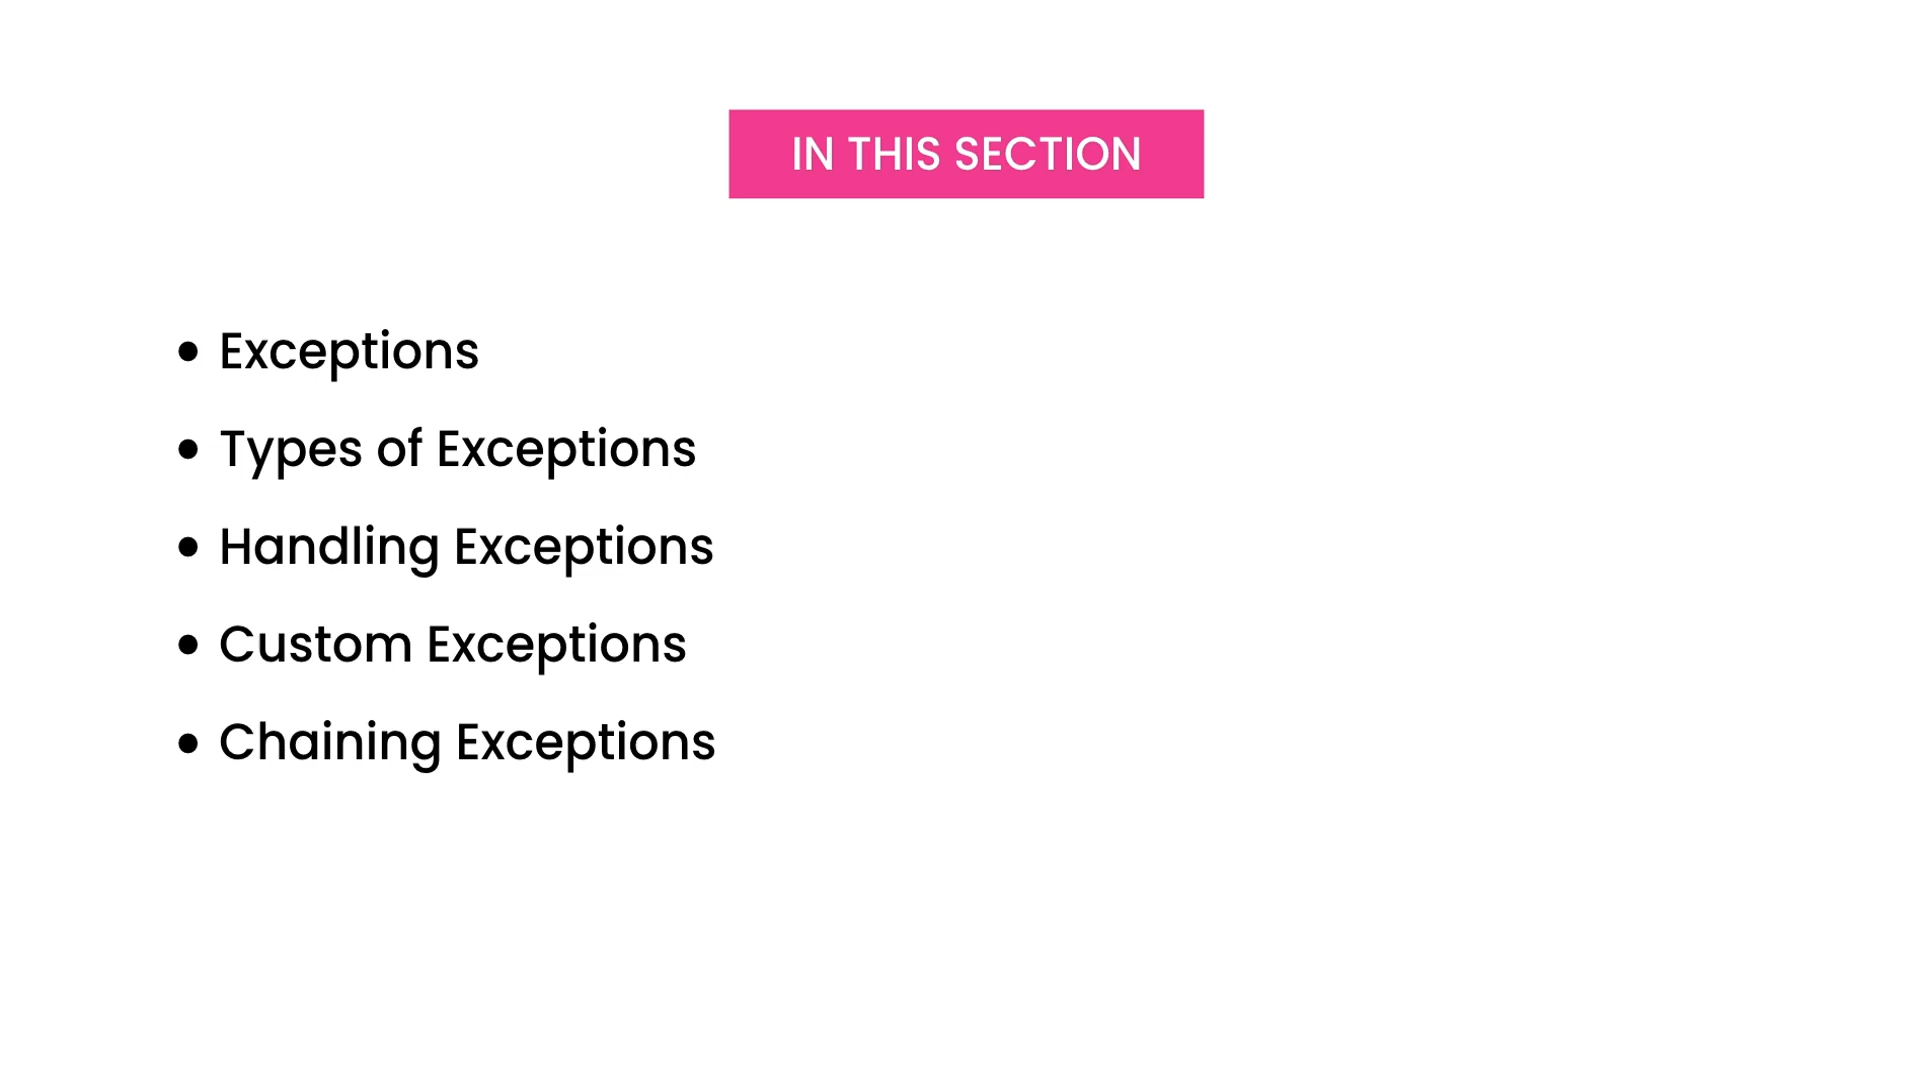 IN THIS SECTION
• Exceptions
• Types of Exceptions
• Handling Exceptions
• Custom Exceptions
• Chaining Exceptions